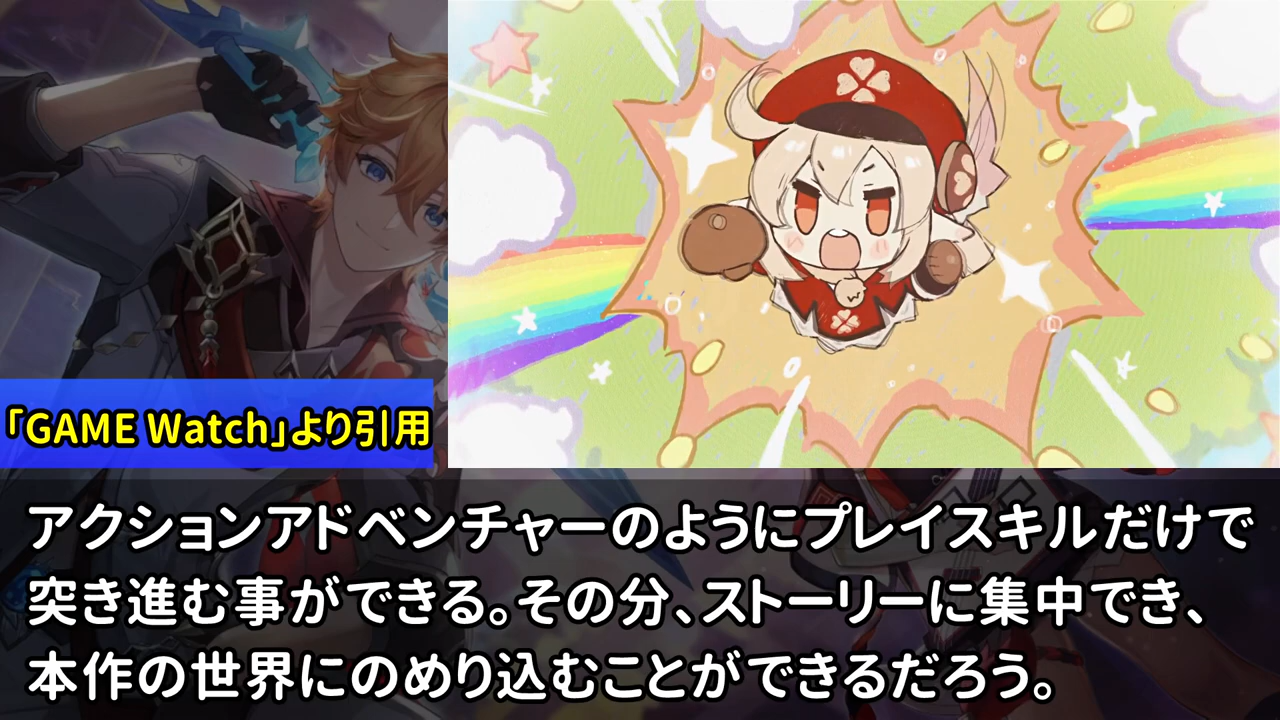 「GAME Watch」より引用
アクションアドベンチャーのようにプレイスキルだけで
突き進む事ができる。その分、ストーリーに集中でき、
本作の世界にのめり込むことができるだろう。